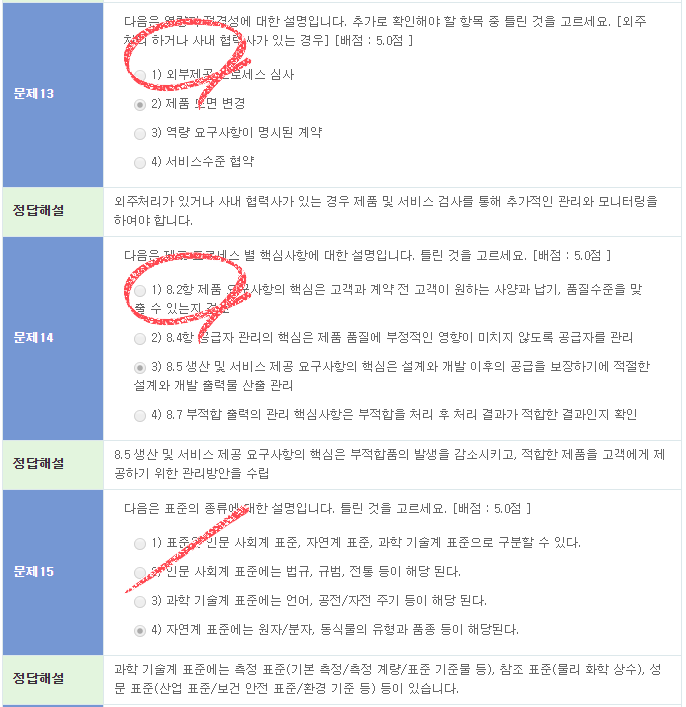 다음은 역량과 적격성에 대한 설명입니다. 추가로 확인해야 할 항목 중 틀린 것을 고르세요. [외주
처리 하거나 사내 협력사가 있는 경우] [배점 : 5.0점 ]
문제13
1) 외부제공 프로세스 심사
2) 제품 도면 변경
3) 역량 요구사항이 명시된 계약
4) 서비스수준 협약
정답해설
외주처리가 있거나 사내 협력사가 있는 경우 제품 및 서비스 검사를 통해 추가적인 관리와 모니터링을
하여야 합니다.
다음은 제공 프로세스 별 핵심사항에 대한 설명입니다. 틀린 것을 고르세요. [배점 : 5.0점 ]
문제14
1) 8.2항 제품 요구사항의 핵심은 고객과 계약 전 고객이 원하는 사양과 납기, 품질수준을 맞
출 수 있는지 검토
2) 8.4항 공급자 관리의 핵심은 제품 품질에 부정적인 영향이 미치지 않도록 공급자를 관리
3) 8.5 생산 및 서비스 제공 요구사항의 핵심은 설계와 개발 이후의 공급을 보장하기에 적절한
설계와 개발 출력물 산출 관리
4) 8.7 부적합 출력의 관리 핵심사항은 부적합을 처리 후 처리 결과가 적합한 결과인지 확인
정답해설
8.5 생산 및 서비스 제공 요구사항의 핵심은 부적합품의 발생을 감소시키고, 적합한 제품을 고객에게 제
공하기 위한 관리방안을 수립
다음은 표준의 종류에 대한 설명입니다. 틀린 것을 고르세요. [배점 : 5.0점 ]
문제15
1) 표준은 인문 사회계 표준, 자연계 표준, 과학 기술계 표준으로 구분할 수 있다.
2) 인문 사회계 표준에는 법규, 규범, 전통 등이 해당 된다.
3) 과학 기술계 표준에는 언어, 공전/자전 주기 등이 해당 된다.
4) 자연계 표준에는 원자/분자, 동식물의 유형과 품종 등이 해당된다.
정답해설
과학 기술계 표준에는 측정 표준(기본 측정/측정 계량/표준 기준물 등), 참조 표준(물리 화학 상수), 성
문 표준(산업 표준/보건 안전 표준/환경 기준 등) 등이 있습니다.